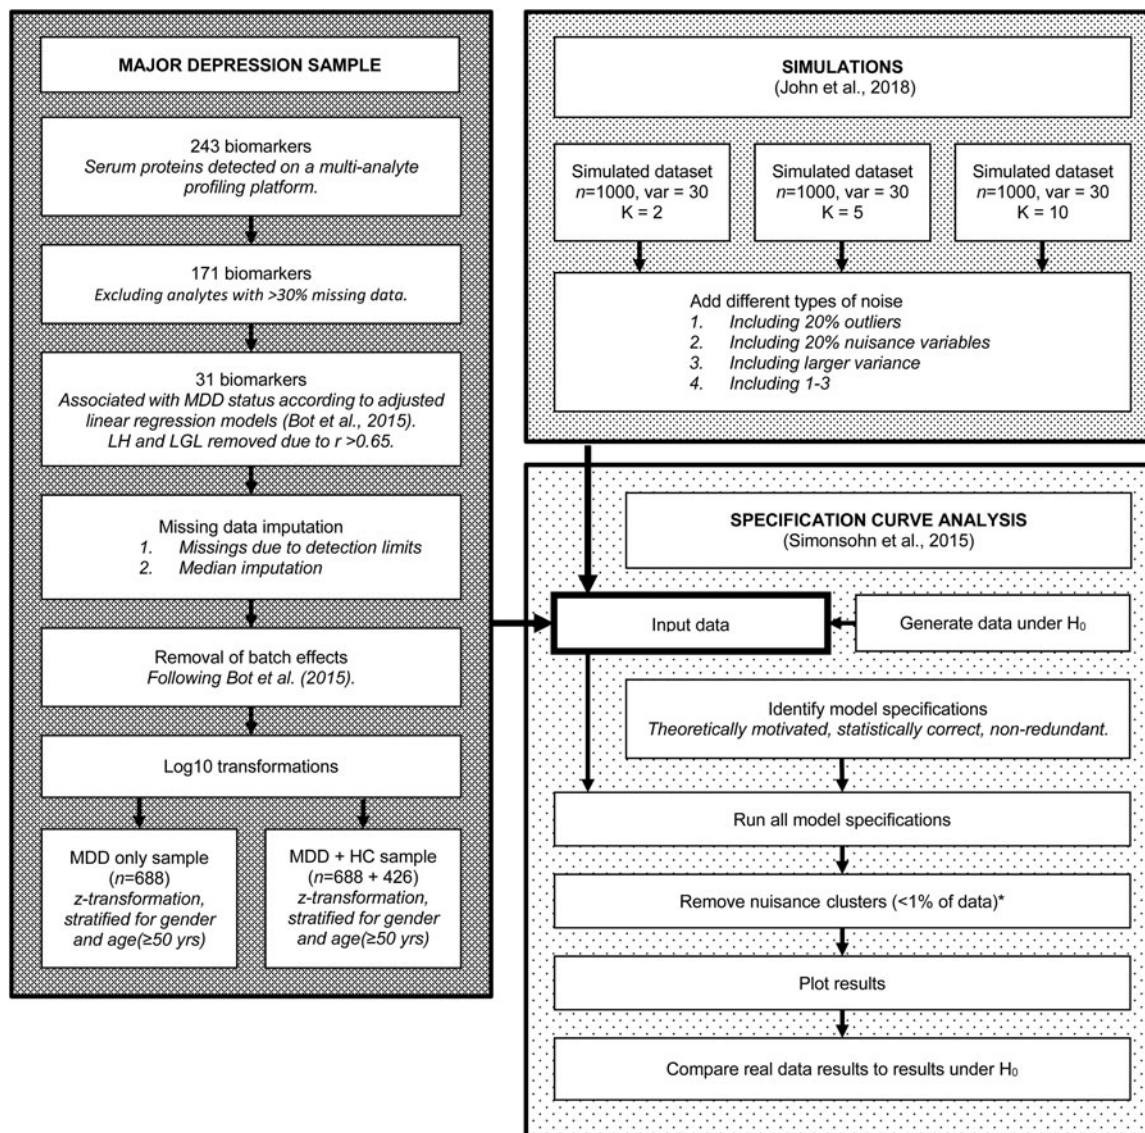 MAJOR DEPRESSION SAMPLE
243 biomarkers
Serum proteins detected on a multi-analyte
profiling platform.
171 biomarkers
Excluding analytes with >30% missing data.
31 biomarkers
Associated with MDD status according to adjusted
linear regression models (Bot et al., 2015).
LH and LGL removed due to r >0.65.
Missing data imputation
1. Missings due to detection limits
2. Median imputation
Removal of batch effects
Following Bot et al. (2015).
Log10 transformations
MDD only sample
(n=688)
z-transformation,
stratified for gender
and age(≥50 yrs)
MDD + HC sample
(n=688 + 426)
z-transformation,
stratified for gender
and age(≥50 yrs)
SIMULATIONS
(John et al., 2018)
Simulated dataset
n=1000, var = 30
K = 2
Simulated dataset
n=1000, var = 30
K = 5
Simulated dataset
n=1000, var = 30
K = 10
Add different types of noise
1. Including 20% outliers
2. Including 20% nuisance variables
3. Including larger variance
4. Including 1-3
SPECIFICATION CURVE ANALYSIS
(Simonsohn et al., 2015)
Input data
Generate data under H₀
Identify model specifications
Theoretically motivated, statistically correct, non-redundant.
Run all model specifications
Remove nuisance clusters (<1% of data)*
Plot results
Compare real data results to results under H₀